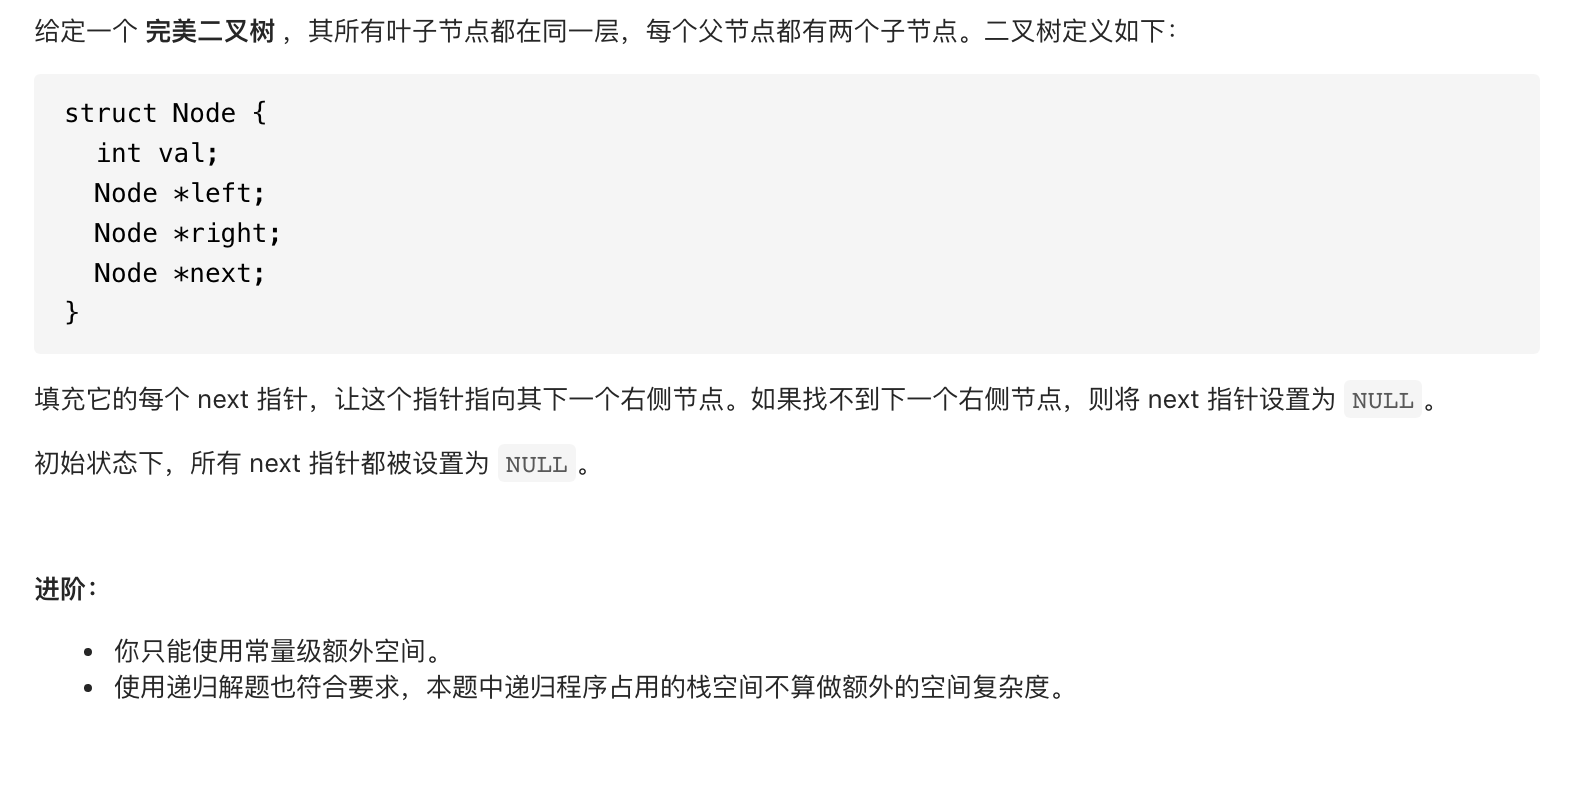 给定一个 完美二叉树 ，其所有叶子节点都在同一层，每个父节点都有两个子节点。二叉树定义如下：
struct Node {
  int val;
  Node *left;
  Node *right;
  Node *next;
}
填充它的每个 next 指针，让这个指针指向其下一个右侧节点。如果找不到下一个右侧节点，则将 next 指针设置为 NULL。
初始状态下，所有 next 指针都被设置为 NULL。
进阶：
• 你只能使用常量级额外空间。
• 使用递归解题也符合要求，本题中递归程序占用的栈空间不算做额外的空间复杂度。